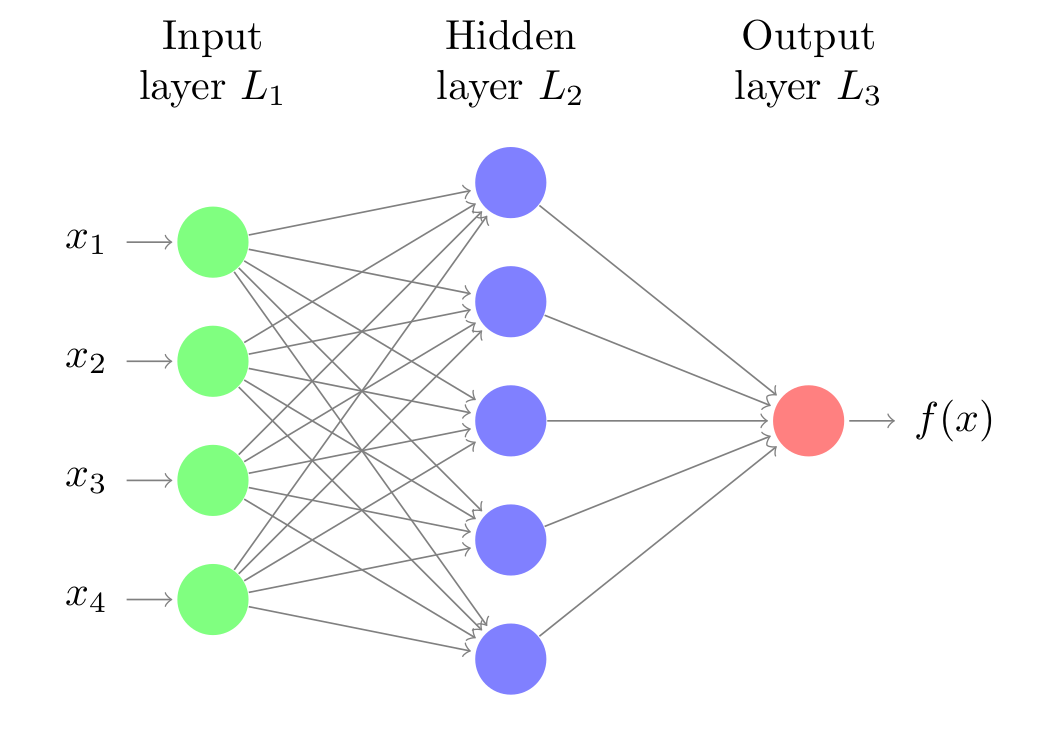 Input
layer L₁
Hidden
layer L₂
Output
layer L₃
x₁
x₂
x₃
x₄
f(x)